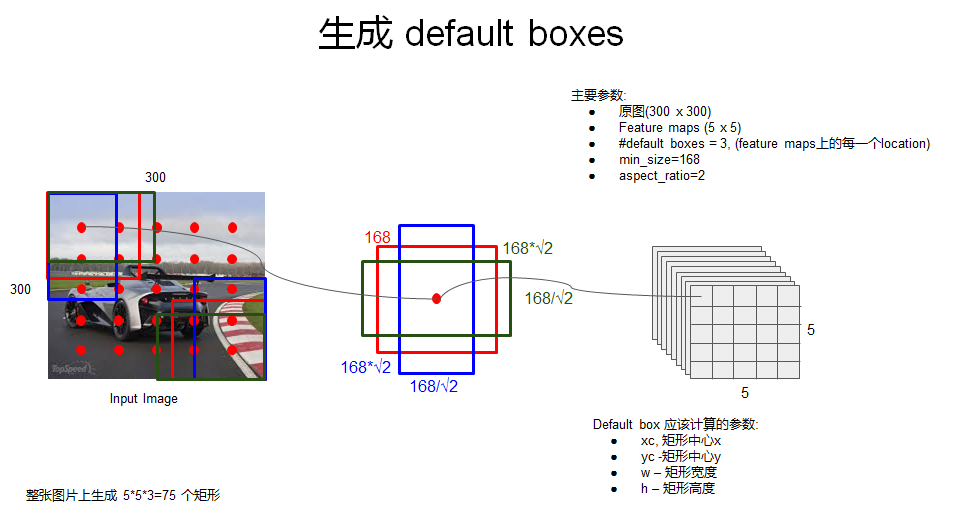 生成 default boxes
主要参数:
● 原图(300 x 300)
● Feature maps (5 x 5)
● #default boxes = 3, (feature maps上的每一个location)
● min_size=168
● aspect_ratio=2
300
300
TopSpeed
Input Image
168
168*√2
168/√2
168*√2
168/√2
5
5
Default box 应该计算的参数:
● xc, 矩形中心x
● yc -矩形中心y
● w – 矩形宽度
● h – 矩形高度
整张图片上生成 5*5*3=75 个矩形